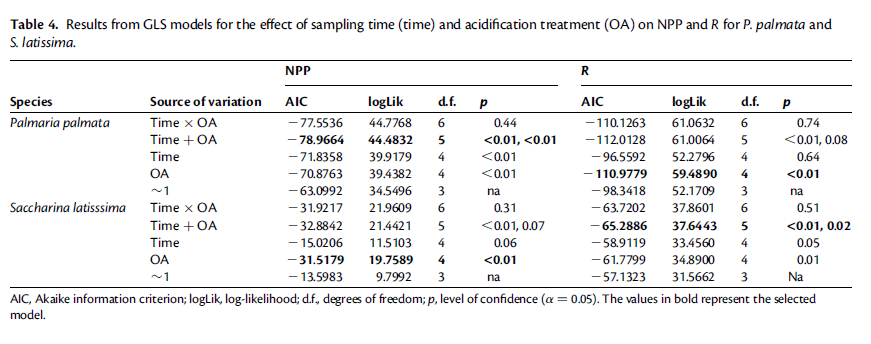 Table 4. Results from GLS models for the effect of sampling time (time) and acidification treatment (OA) on NPP and R for P. palmata and
S. latissima.
NPP R
Species Source of variation AIC logLik d.f. p AIC logLik d.f. p
Palmaria palmata Time × OA −77.5536 44.7768 6 0.44 −110.1263 61.0632 6 0.74
Time + OA −78.9664 44.4832 5 <0.01, <0.01 −112.0128 61.0064 5 <0.01, 0.08
Time −71.8358 39.9179 4 <0.01 −96.5592 52.2796 4 0.64
OA −70.8763 39.4382 4 <0.01 −110.9779 59.4890 4 <0.01
~1 −63.0992 34.5496 3 na −98.3418 52.1709 3 na
Saccharina latisssima Time × OA −31.9217 21.9609 6 0.31 −63.7202 37.8601 6 0.51
Time + OA −32.8842 21.4421 5 <0.01, 0.07 −65.2886 37.6443 5 <0.01, 0.02
Time −15.0206 11.5103 4 0.06 −58.9119 33.4560 4 0.05
OA −31.5179 19.7589 4 <0.01 −61.7799 34.8900 4 0.01
~1 −13.5983 9.7992 3 na −57.1323 31.5662 3 Na
AIC, Akaike information criterion; logLik, log-likelihood; d.f., degrees of freedom; p, level of confidence (α = 0.05). The values in bold represent the selected
model.